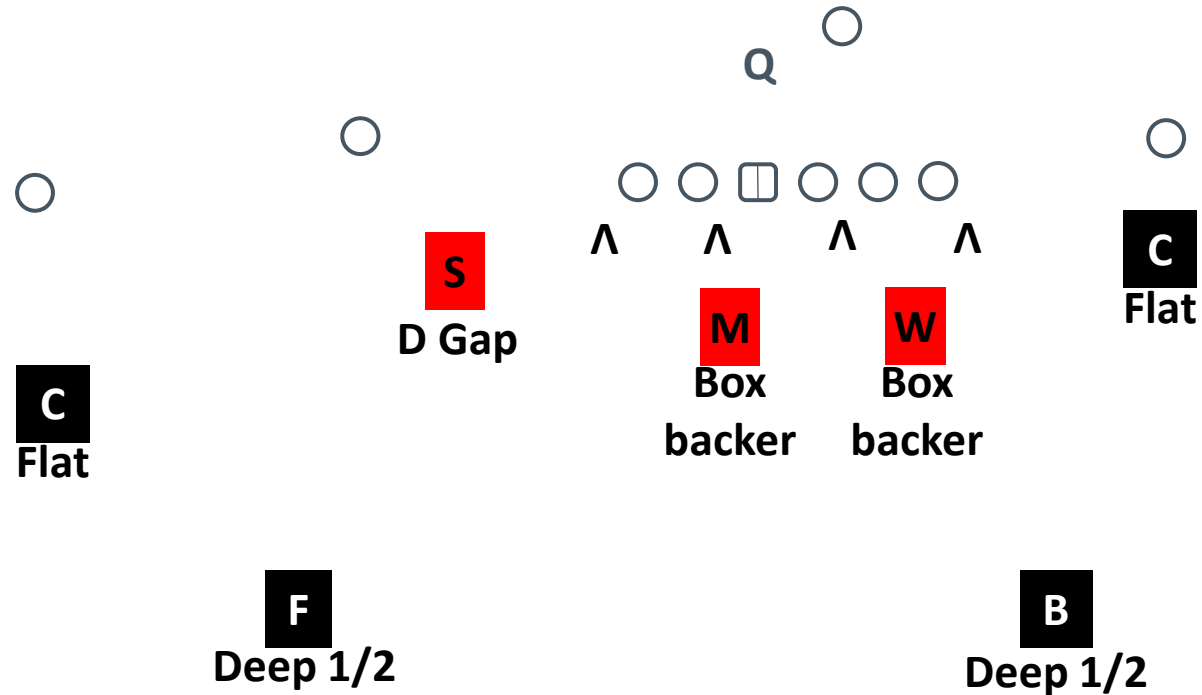 Q
Λ Λ Λ Λ
S
D Gap
C
Flat
M
Box
backer
W
Box
backer
C
Flat
F
Deep 1/2
B
Deep 1/2